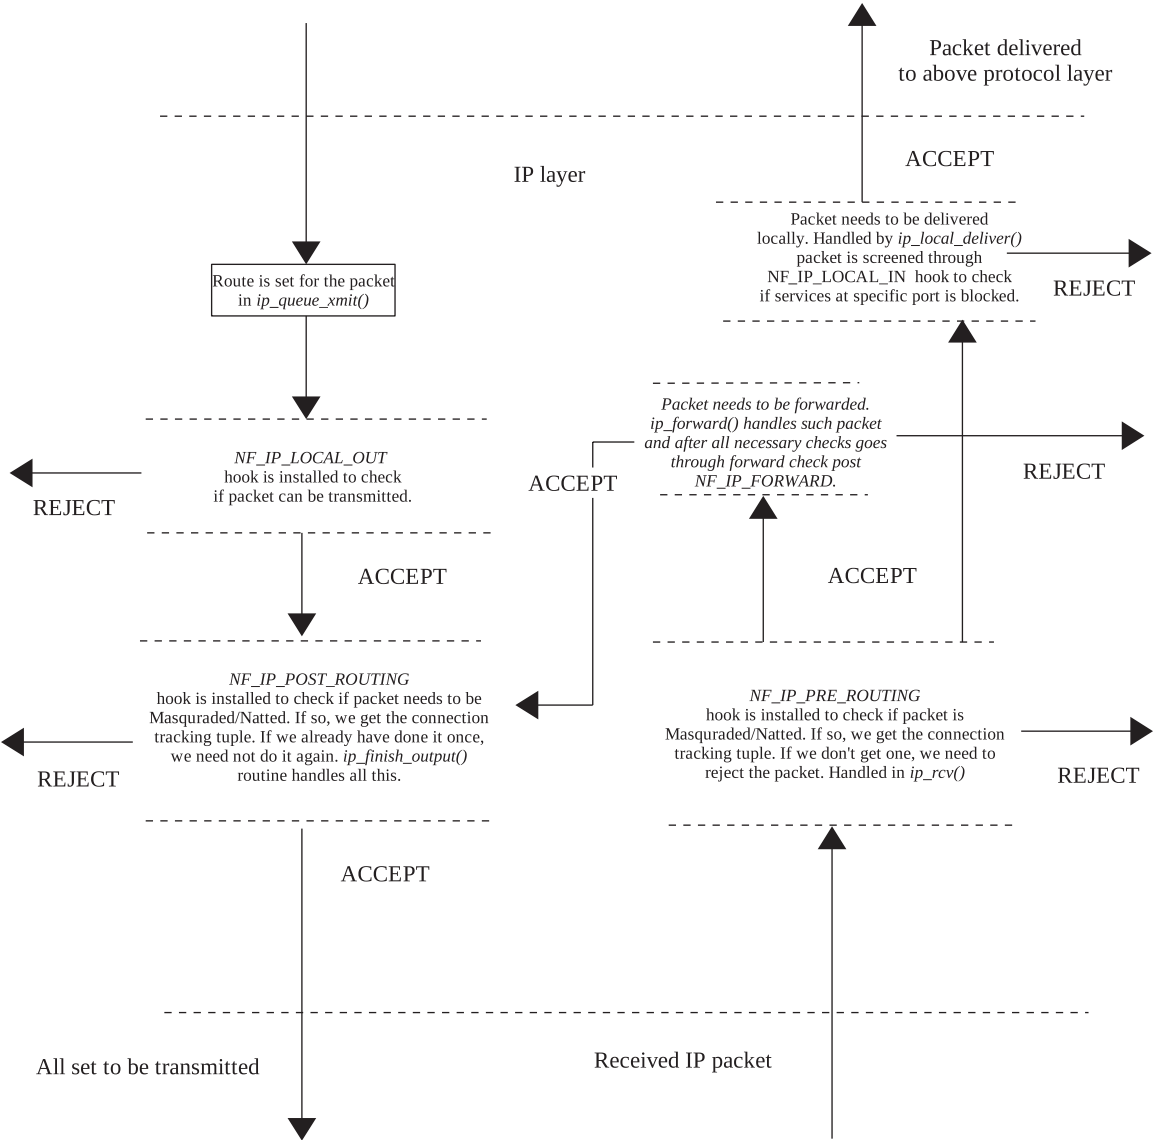 Packet delivered
to above protocol layer
ACCEPT
IP layer
Packet needs to be delivered
locally. Handled by ip_local_deliver()
packet is screened through
NF_IP_LOCAL_IN hook to check
if services at specific port is blocked.
REJECT
Route is set for the packet
in ip_queue_xmit()
Packet needs to be forwarded.
ip_forward() handles such packet
and after all necessary checks goes
through forward check post
NF_IP_FORWARD.
REJECT
ACCEPT
NF_IP_LOCAL_OUT
hook is installed to check
if packet can be transmitted.
REJECT
ACCEPT
ACCEPT
NF_IP_POST_ROUTING
hook is installed to check if packet needs to be
Masquraded/Natted. If so, we get the connection
tracking tuple. If we already have done it once,
we need not do it again. ip_finish_output()
routine handles all this.
REJECT
NF_IP_PRE_ROUTING
hook is installed to check if packet is
Masquraded/Natted. If so, we get the connection
tracking tuple. If we don't get one, we need to
reject the packet. Handled in ip_rcv()
REJECT
ACCEPT
All set to be transmitted
Received IP packet